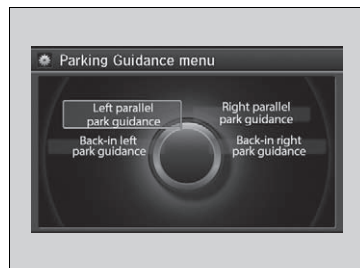 Parking Guidance menu
Left parallel
park guidance
Right parallel
park guidance
Back-in left
park guidance
Back-in right
park guidance